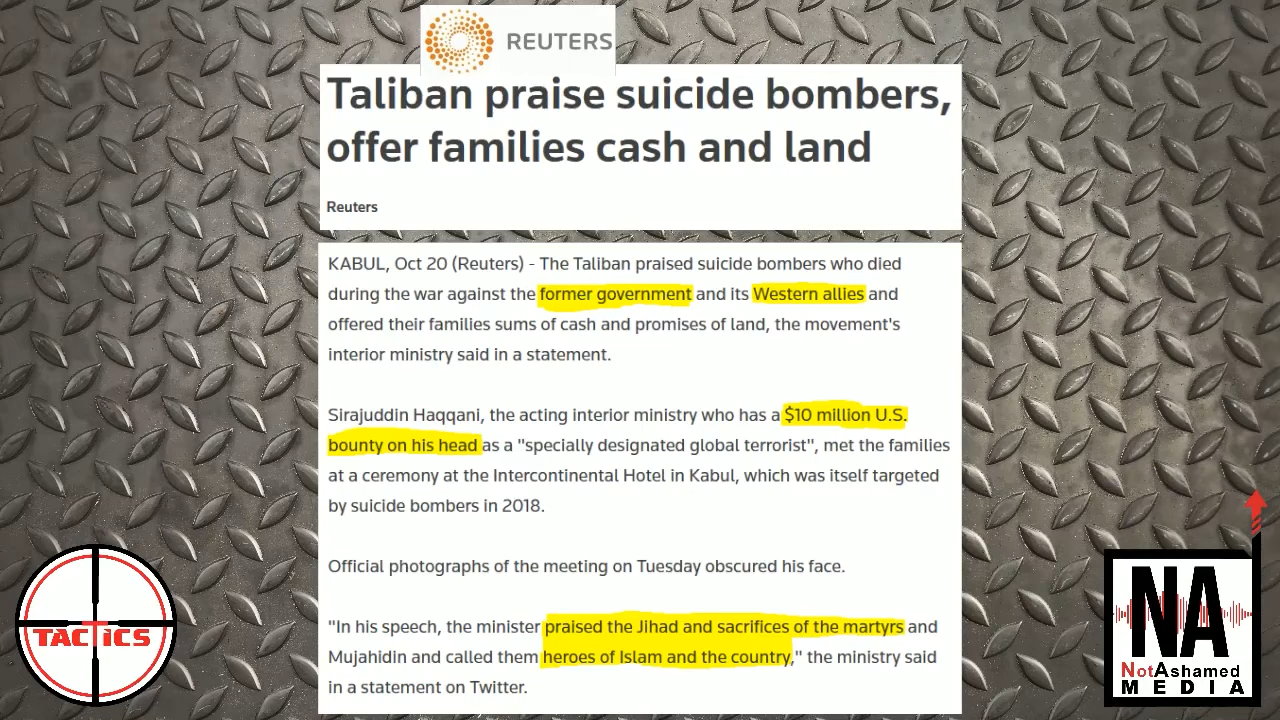 REUTERS
Taliban praise suicide bombers,
offer families cash and land
Reuters
KABUL, Oct 20 (Reuters) - The Taliban praised suicide bombers who died
during the war against the former government and its Western allies and
offered their families sums of cash and promises of land, the movement's
interior ministry said in a statement.
Sirajuddin Haqqani, the acting interior ministry who has a $10 million U.S.
bounty on his head as a "specially designated global terrorist", met the families
at a ceremony at the Intercontinental Hotel in Kabul, which was itself targeted
by suicide bombers in 2018.
Official photographs of the meeting on Tuesday obscured his face.
"In his speech, the minister praised the Jihad and sacrifices of the martyrs and
Mujahidin and called them heroes of Islam and the country," the ministry said
in a statement on Twitter.
TACTICS
NA
NotAshamed
MEDIA